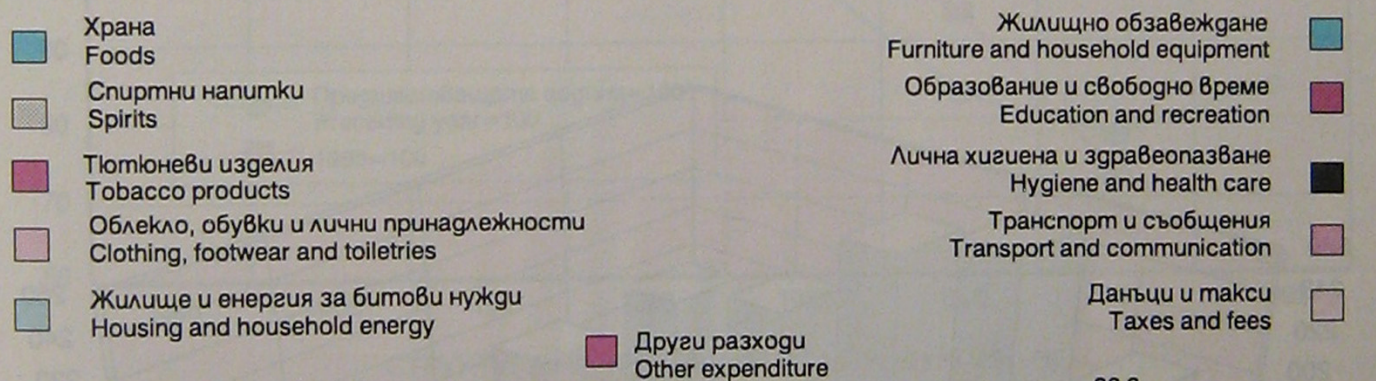 Храна
Foods
Спиртни напитки
Spirits
Тютюневи изделия
Tobacco products
Облекло, обувки и лични принадлежности
Clothing, footwear and toiletries
Жилище и енергия за битови нужди
Housing and household energy
Други разходи
Other expenditure
Жилищно обзавеждане
Furniture and household equipment
Образование и свободно време
Education and recreation
Лична хигиена и здравеопазване
Hygiene and health care
Транспорт и съобщения
Transport and communication
Данъци и такси
Taxes and fees